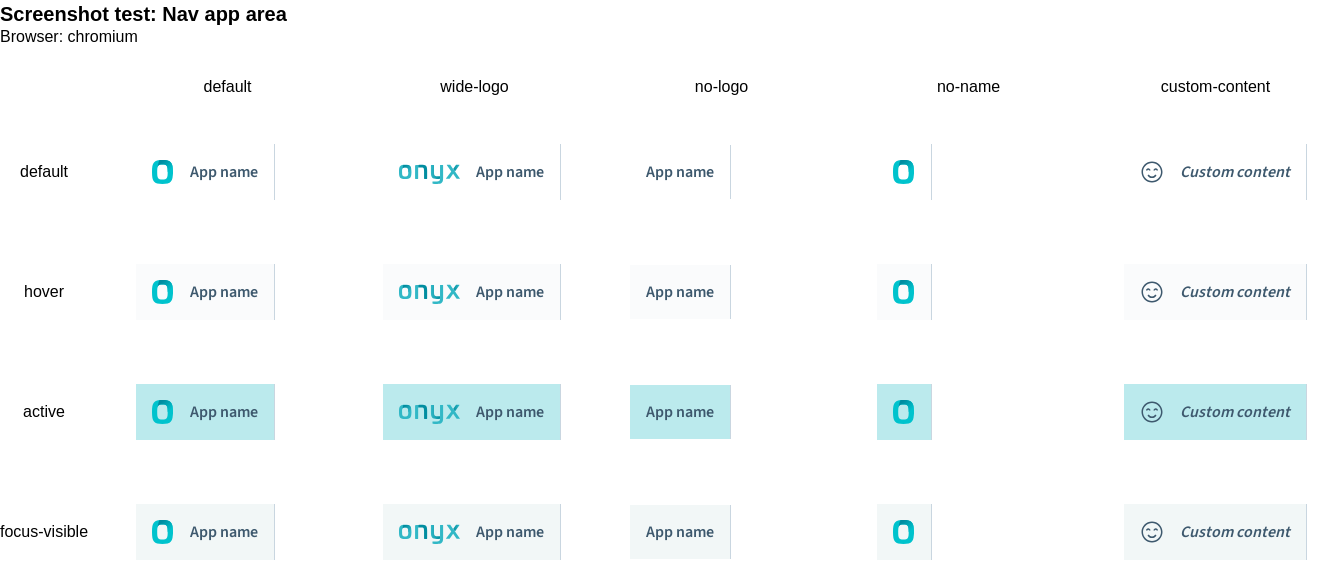 Screenshot test: Nav app area
Browser: chromium
default wide-logo no-logo no-name custom-content
default App name onyx App name App name Custom content
hover App name onyx App name App name Custom content
active App name onyx App name App name Custom content
focus-visible App name onyx App name App name Custom content